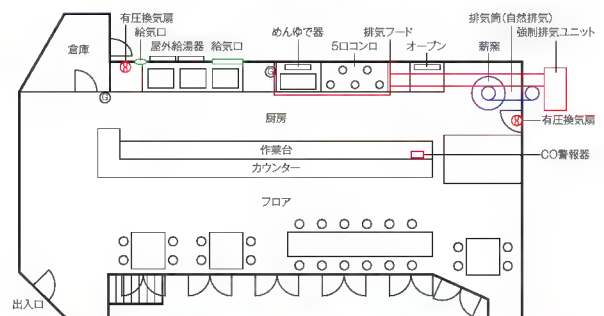 有圧換気扇
給気口
屋外給湯器
給気口
めんゆで器
排気フード
5口コンロ
オーブン
排気筒(自然排気)
薪窯
強制排気ユニット
倉庫
G
G
厨房
有圧換気扇
作業台
カウンター
CO警報器
フロア
出入口